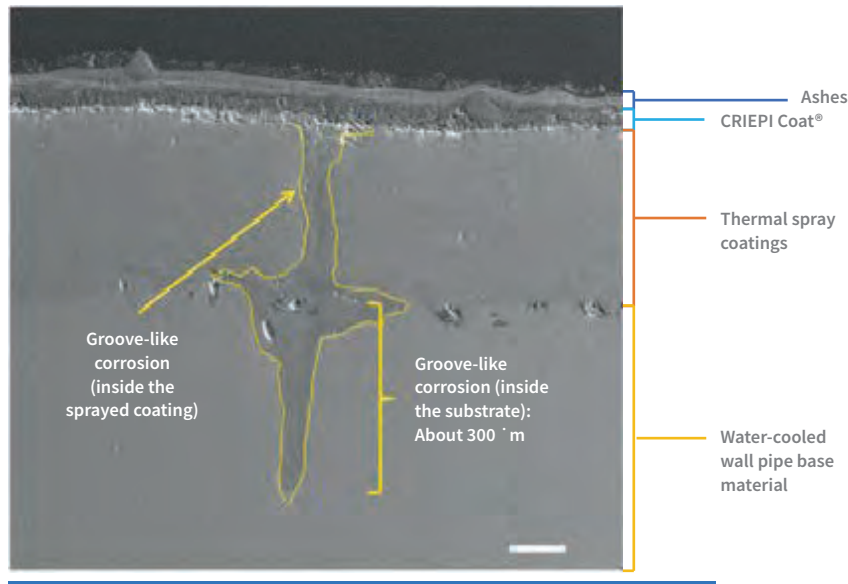 Ashes
CRIEPI Coat®
Thermal spray
coatings
Groove-like
corrosion
(inside the
sprayed coating)
Groove-like
corrosion (inside
the substrate):
About 300 ˙m
Water-cooled
wall pipe base
material